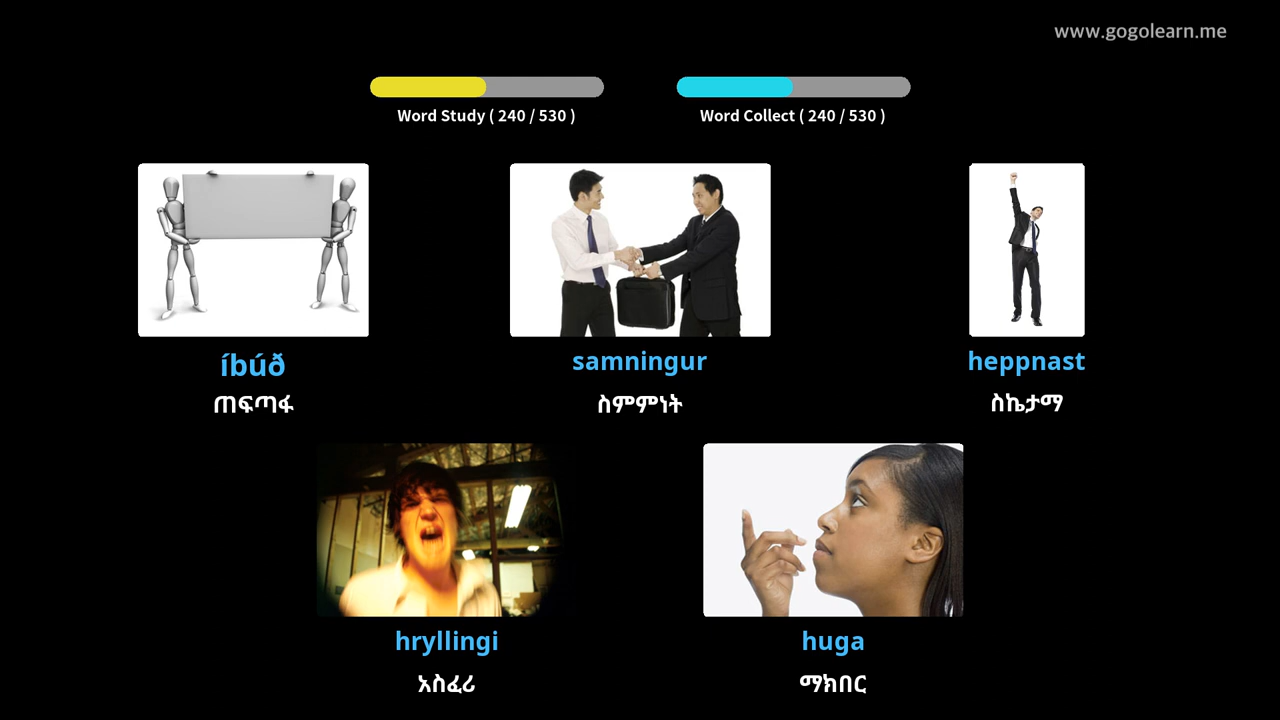 www.gogolearn.me
Word Study ( 240 / 530 )
Word Collect ( 240 / 530 )
íbúð
ጠፍጣፋ
samningur
ስምምነት
heppnast
ስኬታማ
hryllingi
አስፈሪ
huga
ማክበር